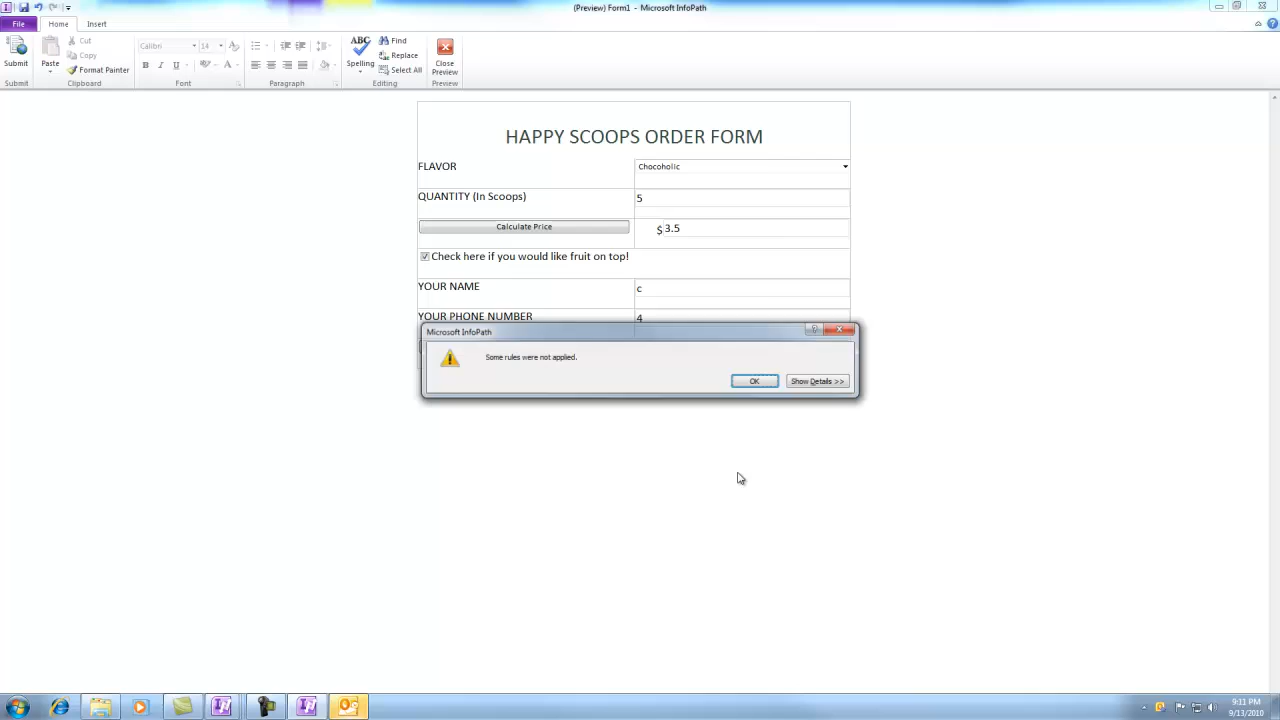 (Preview) Form1 - Microsoft InfoPath
File Home Insert
Submit
Paste
Cut
Copy
Format Painter
Calibri 14
B I U A
ABC
Spelling
Find
Replace
Select All
Close
Preview
Submit Clipboard Font Paragraph Editing Preview
HAPPY SCOOPS ORDER FORM
FLAVOR Chocoholic
QUANTITY (In Scoops) 5
Calculate Price $ 3.5
Check here if you would like fruit on top!
YOUR NAME c
YOUR PHONE NUMBER 4
Microsoft InfoPath
Some rules were not applied.
OK Show Details >>
9:11 PM
9/13/2010